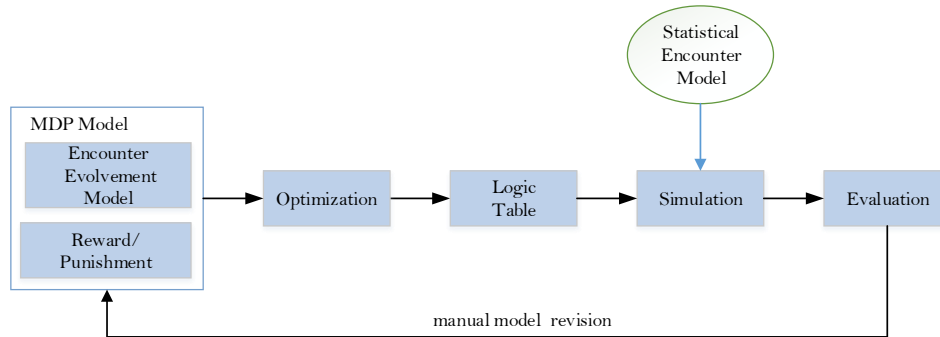 Statistical
Encounter
Model
MDP Model
Encounter
Evolvement
Model
Reward/
Punishment
Optimization
Logic
Table
Simulation
Evaluation
manual model revision